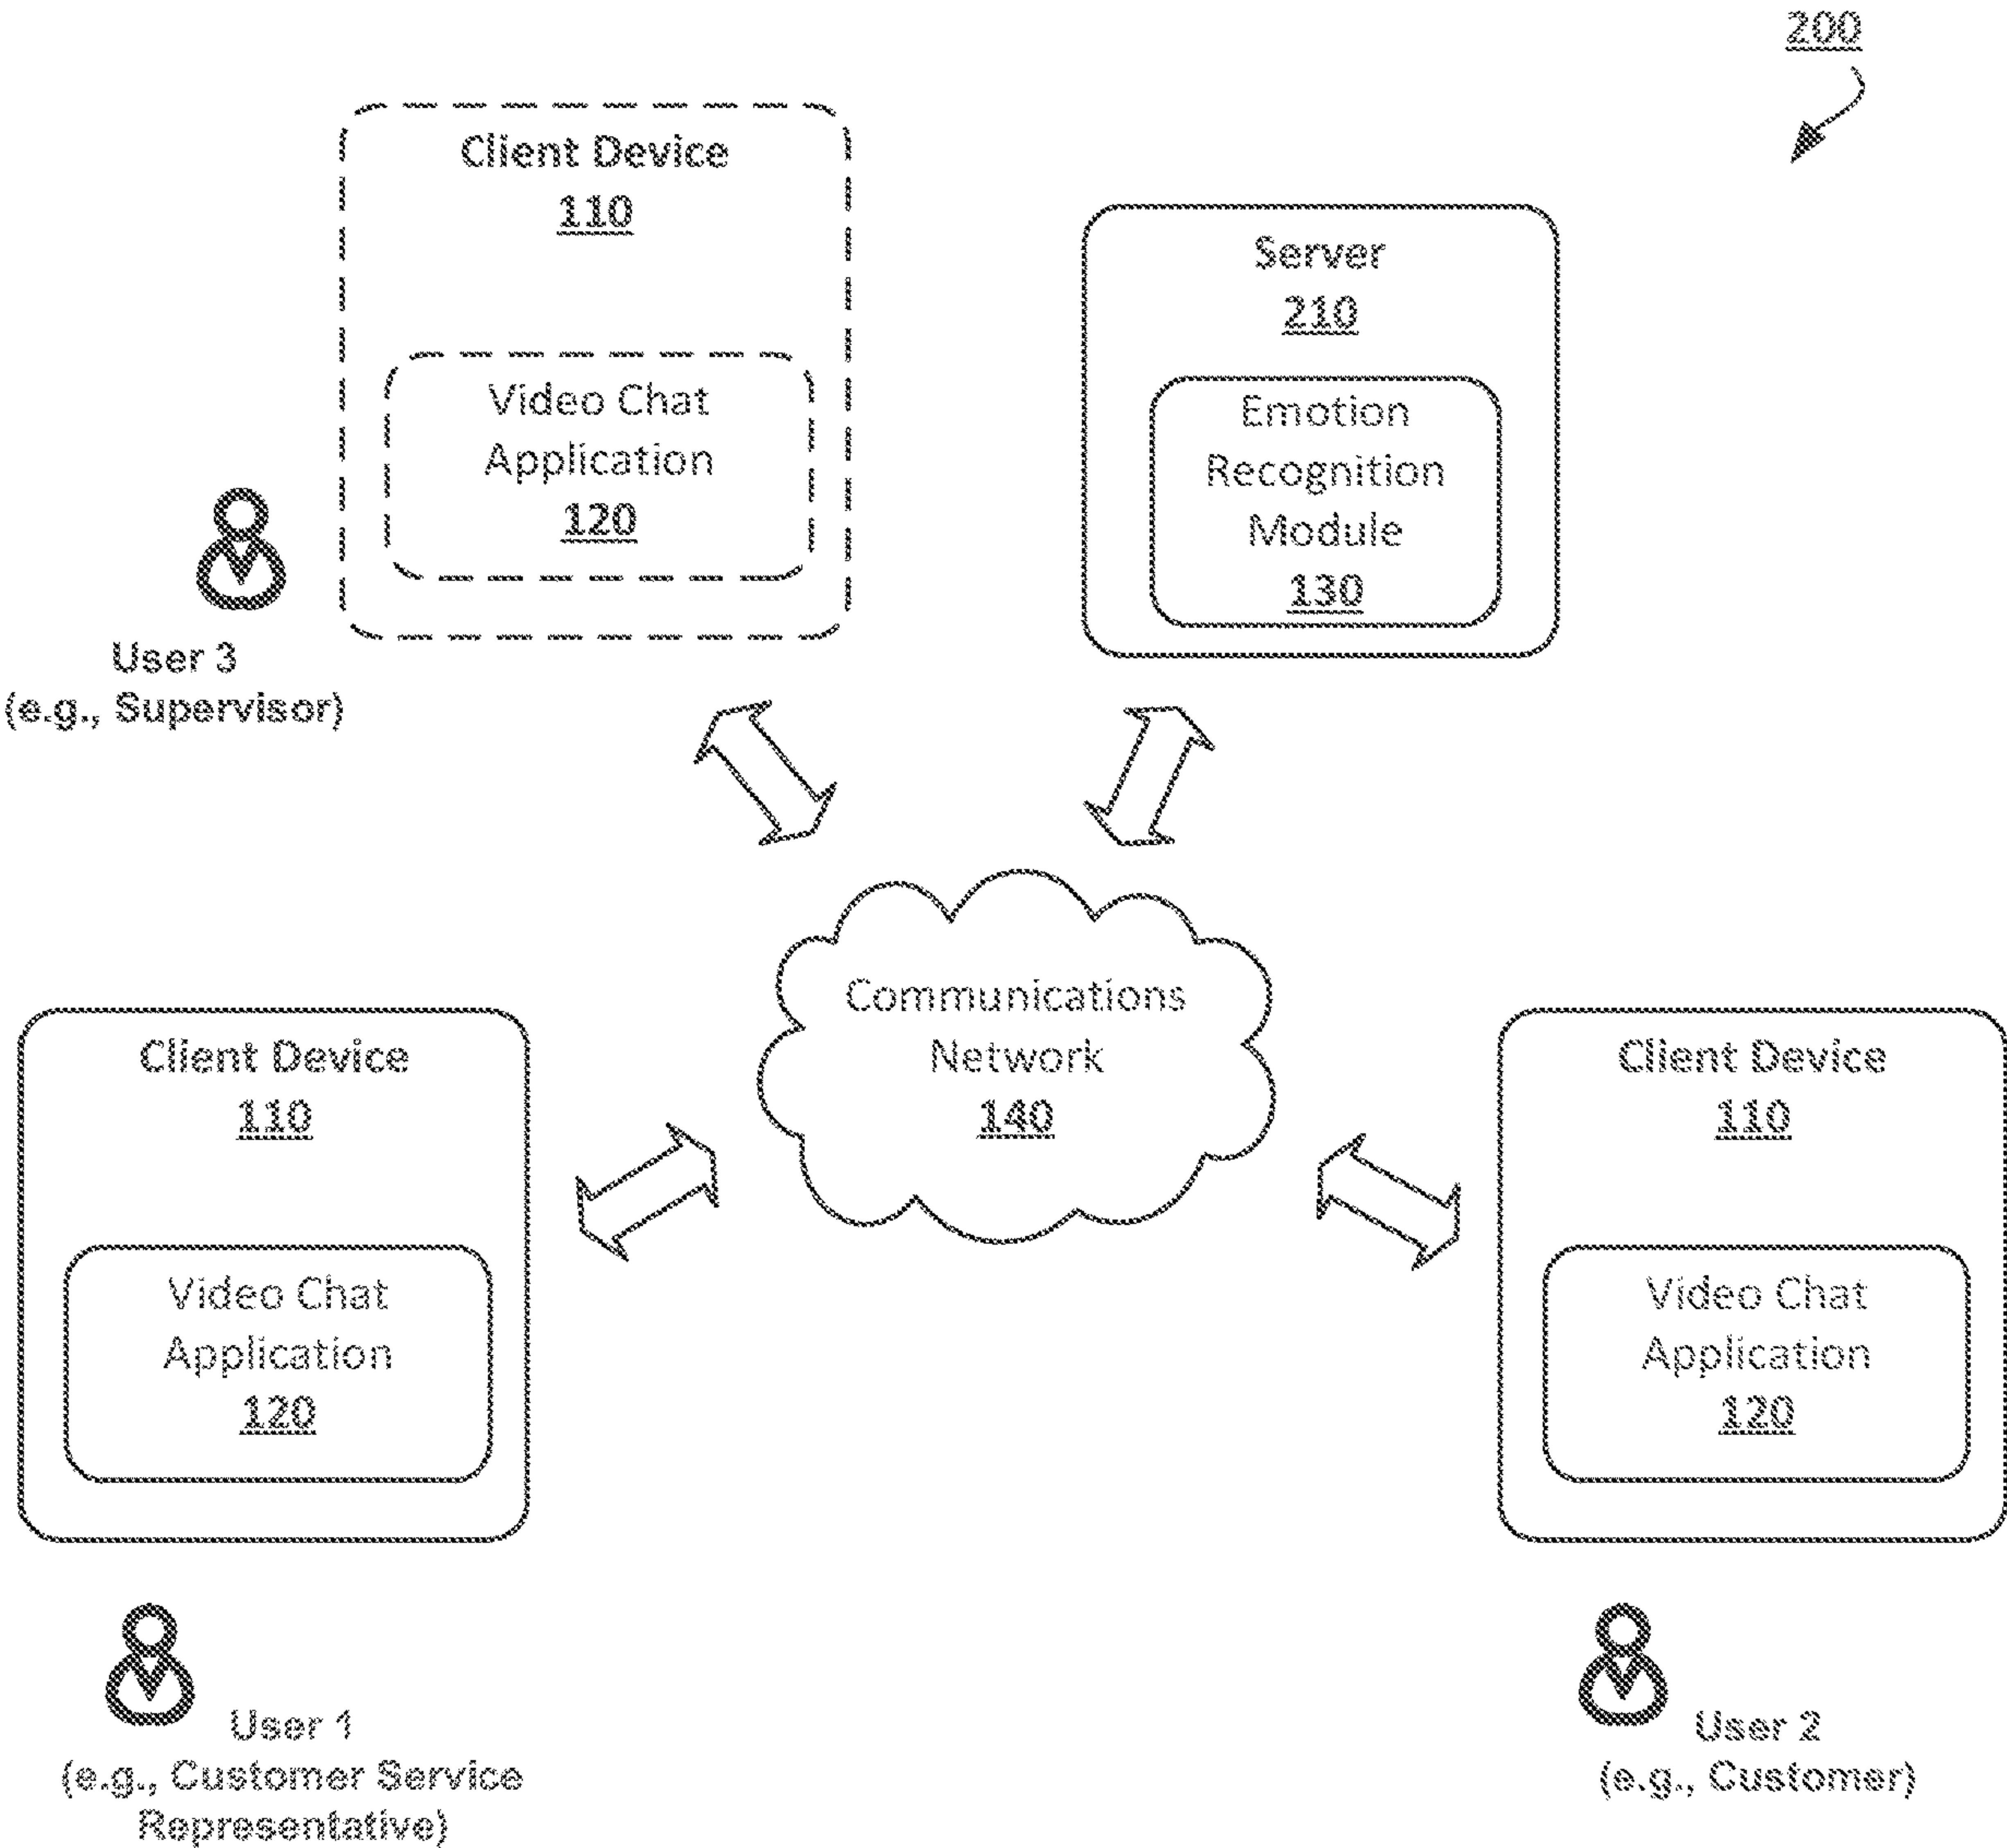 200
Client Device
110
Video Chat
Application
120
User 3
(e.g., Supervisor)
Server
210
Emotion
Recognition
Module
130
Communications
Network
140
Client Device
110
Video Chat
Application
120
User 1
(e.g., Customer Service
Representative)
Client Device
110
Video Chat
Application
120
User 2
(e.g., Customer)